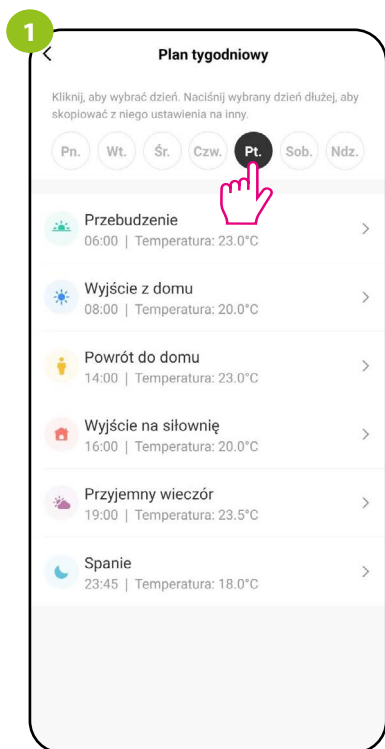 1
Plan tygodniowy
Kliknij, aby wybrać dzień. Naciśnij wybrany dzień dłużej, aby
skopiować z niego ustawienia na inny.
Pn. Wt. Śr. Czw. Pt. Sob. Ndz.
Przebudzenie
06:00 | Temperatura: 23.0°C
Wyjście z domu
08:00 | Temperatura: 20.0°C
Powrót do domu
14:00 | Temperatura: 23.0°C
Wyjście na siłownię
16:00 | Temperatura: 20.0°C
Przyjemny wieczór
19:00 | Temperatura: 23.5°C
Spanie
23:45 | Temperatura: 18.0°C